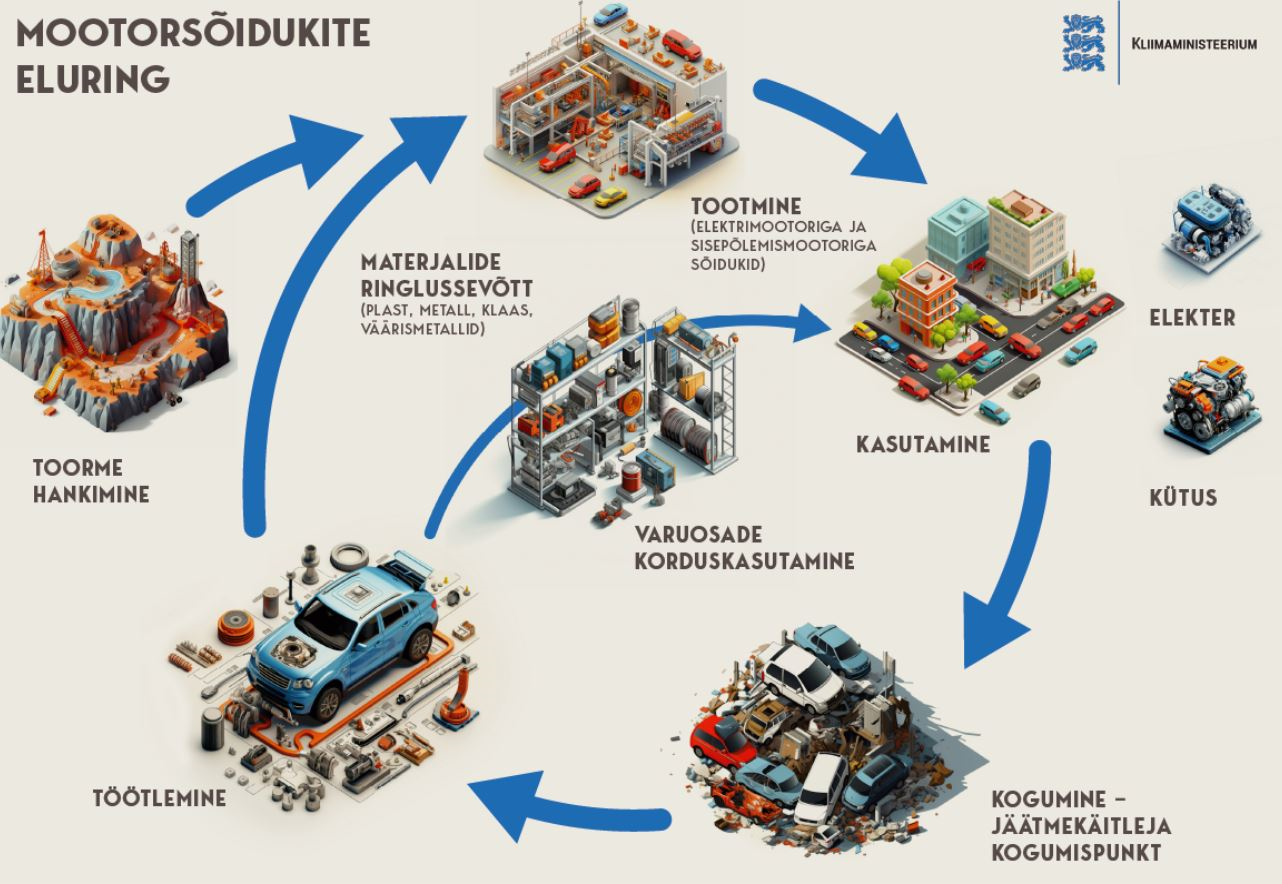 MOOTORSÕIDUKITE
ELURING
KLIIMAMINISTEERIUM
TOOTMINE
(ELEKTRIMOOTORIGA JA
SISEPÕLEMISMOOTORIGA
SÕIDUKID)
MATERJALIDE
RINGLUSSEVÕTT
(PLAST, METALL, KLAAS,
VÄÄRISMETALLID)
ELEKTER
KASUTAMINE
TOORME
HANKIMINE
KÜTUS
VARUOSADE
KORDUSKASUTAMINE
TÖÖTLEMINE
KOGUMINE –
JÄÄTMEKÄITLEJA
KOGUMISPUNKT